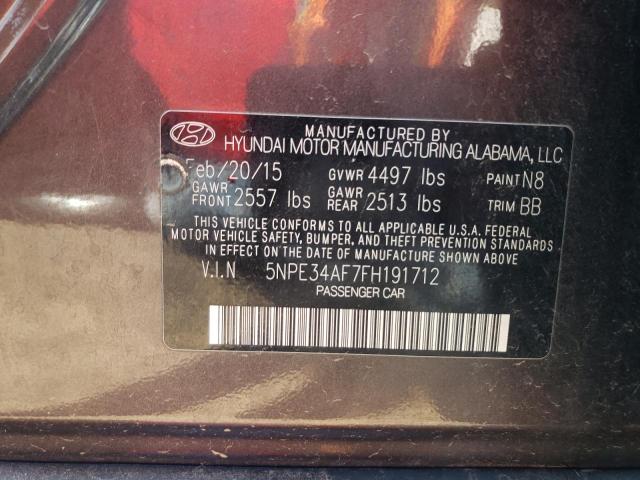 MANUFACTURED BY
HYUNDAI MOTOR MANUFACTURING ALABAMA, LLC
Feb/20/15 GVWR 4497 lbs PAINT N8
GAWR FRONT 2557 lbs GAWR REAR 2513 lbs TRIM BB
THIS VEHICLE CONFORMS TO ALL APPLICABLE U.S.A. FEDERAL
MOTOR VEHICLE SAFETY, BUMPER, AND THEFT PREVENTION STANDARDS
IN EFFECT ON THE DATE OF MANUFACTURE SHOWN ABOVE
V.I.N 5NPE34AF7FH191712
PASSENGER CAR